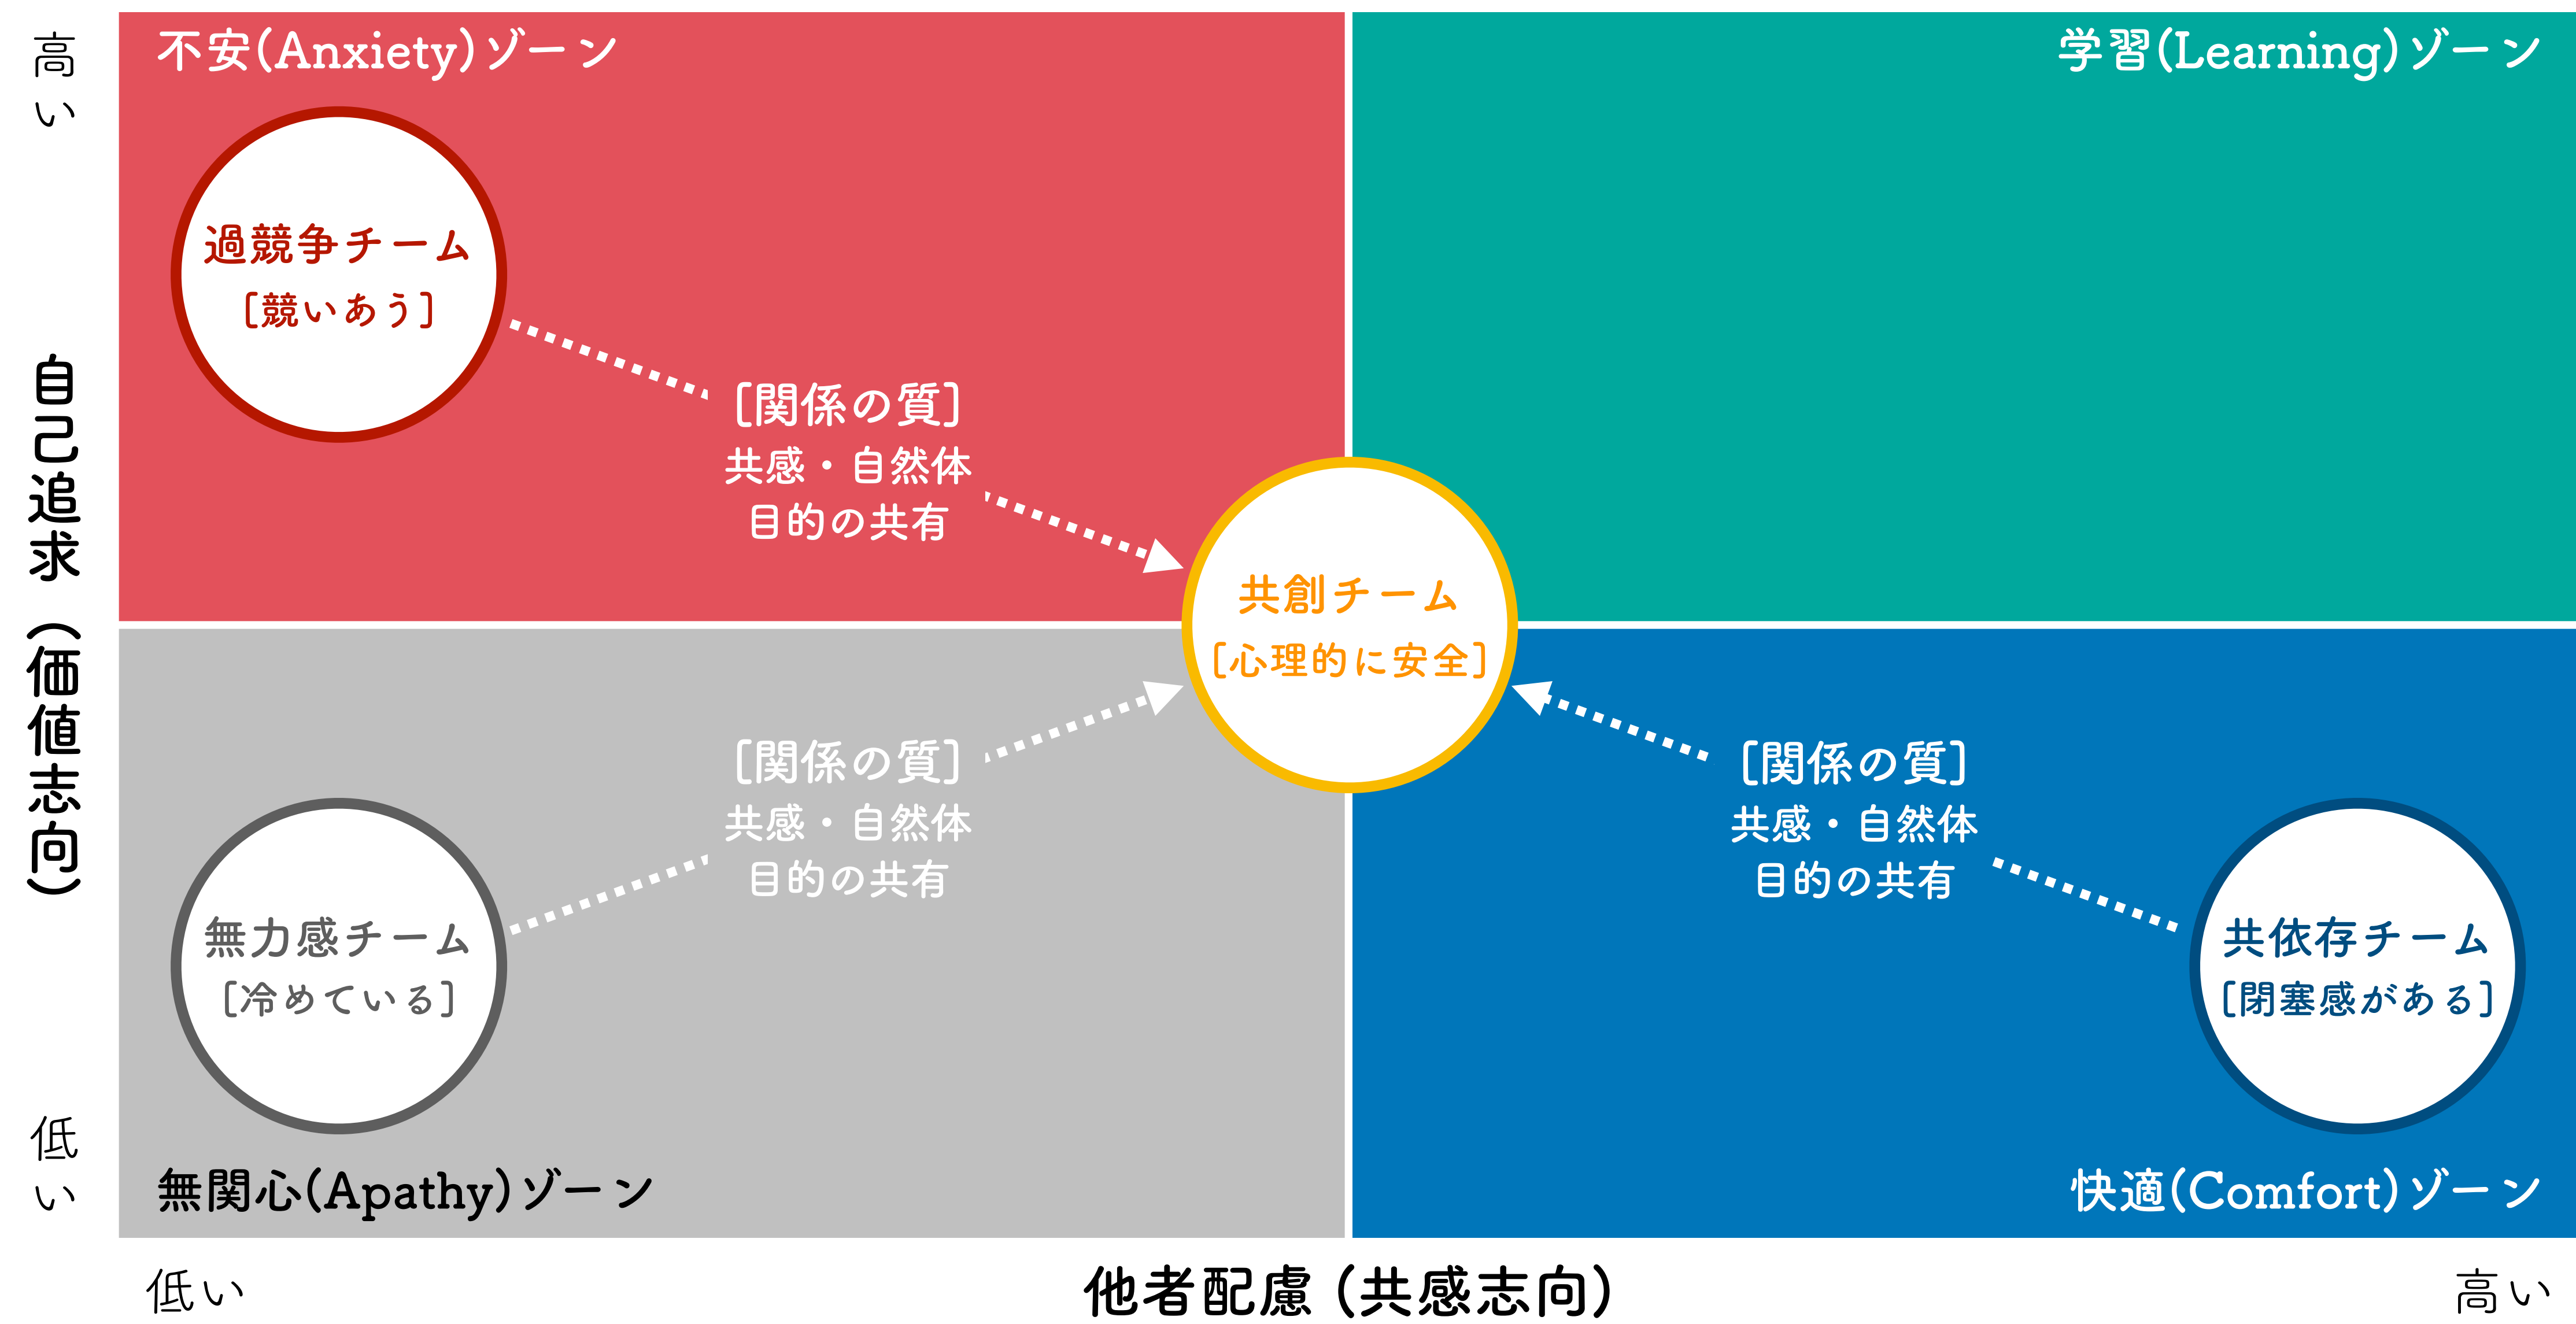 高い
不安(Anxiety)ゾーン
学習(Learning)ゾーン
過競争チーム
[競いあう]
[関係の質]
共感・自然体
目的の共有
自己追求（価値志向）
共創チーム
[心理的に安全]
[関係の質]
共感・自然体
目的の共有
[関係の質]
共感・自然体
目的の共有
無力感チーム
[冷めている]
共依存チーム
[閉塞感がある]
低い
無関心(Apathy)ゾーン
快適(Comfort)ゾーン
低い
他者配慮 (共感志向)
高い